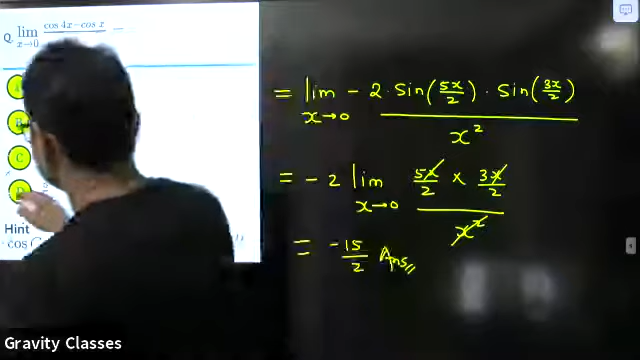 Q. lim x→0 cos 4x−cos x =
A
B
C
D
Hint
cos C
= lim x→0 − 2 · sin(5x/2) · sin(3x/2) / x²
= − 2 lim x→0 5x/2 × 3x/2 / x²
= −15/2 Ans
Gravity Classes